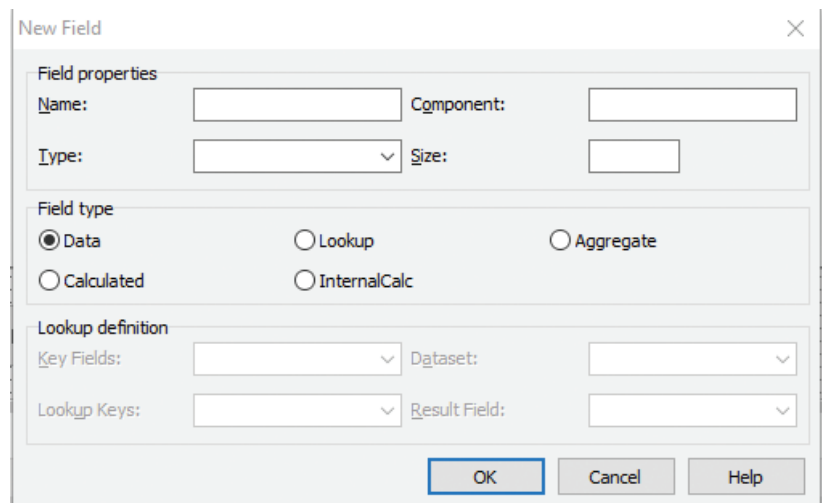 New Field
Field properties
Name: Component:
Type: Size:
Field type
Data Lookup Aggregate
Calculated InternalCalc
Lookup definition
Key Fields: Dataset:
Lookup Keys: Result Field:
OK Cancel Help